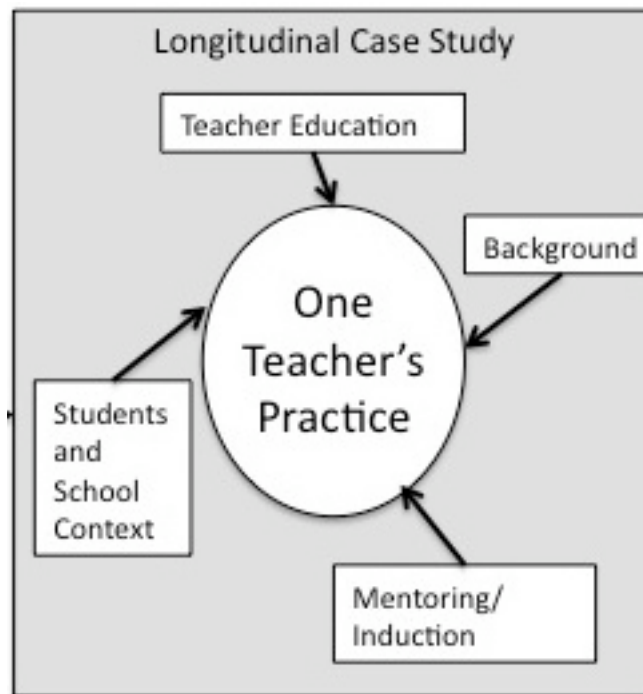 Longitudinal Case Study
Teacher Education
Background
One
Teacher’s
Practice
Students
and
School
Context
Mentoring/
Induction